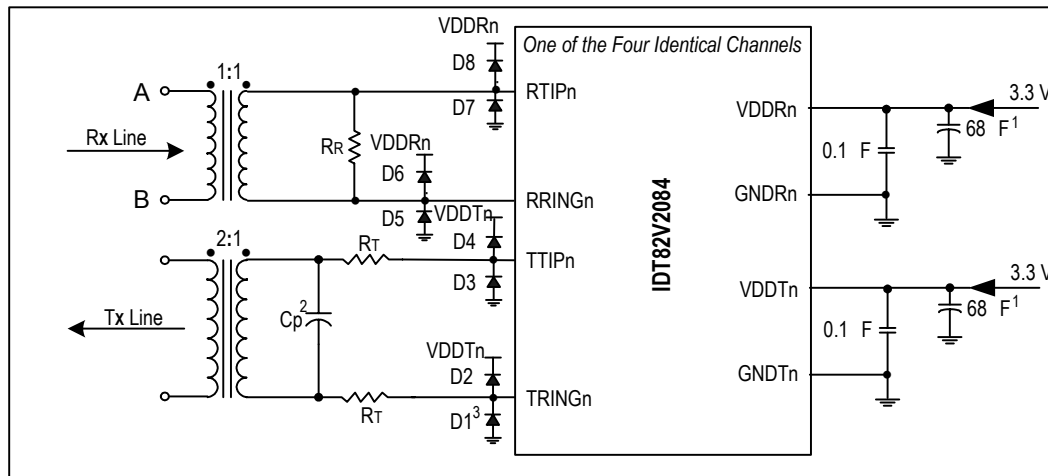 VDDRn
One of the Four Identical Channels
D8
1:1
A
RTIPn
D7
VDDRn
3.3 V
68 F¹
Rx Line
RR
VDDRn
D6
0.1 F
B
RRINGn
GNDRn
D5
VDDTn
2:1
D4
RT
TTIPn
D3
IDT82V2084
VDDTn
3.3 V
68 F¹
Tx Line
Cp²
0.1 F
VDDTn
D2
GNDTn
TRINGn
RT
D1³